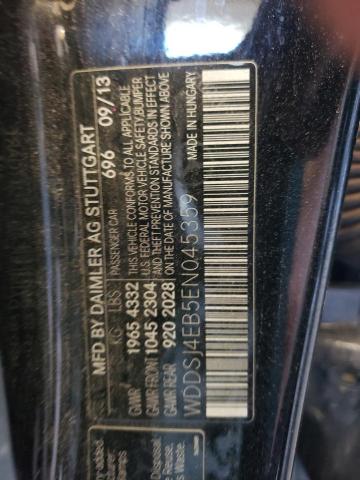 MFD BY DAIMLER AG STUTTGART
PASSENGER CAR 696 09/13
KG LBS THIS VEHICLE CONFORMS TO ALL APPLICABLE
GVWR 1965 4332 U.S. FEDERAL MOTOR VEHICLE SAFETY/BUMPER
GAWR FRONT 1045 2304 AND THEFT PREVENTION STANDARDS IN EFFECT
GAWR REAR 920 2028 ON DATE OF MANUFACTURE SHOWN ABOVE
WDDSJ4EB5EN045359 MADE IN HUNGARY
Disposal